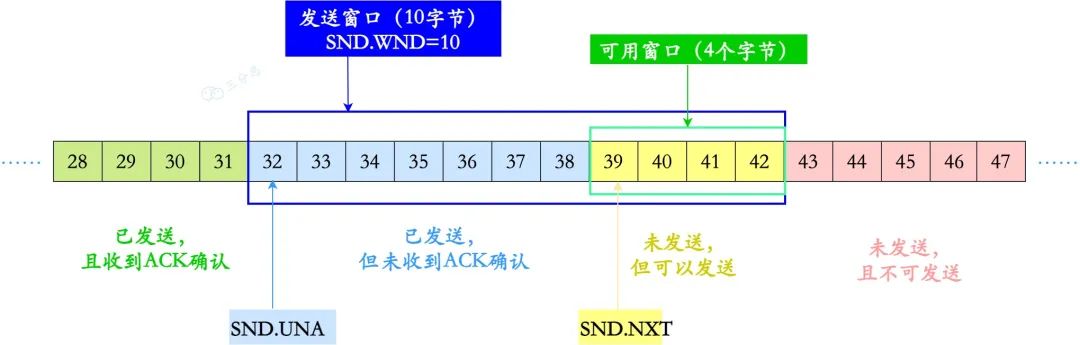 发送窗口（10字节）
SND.WND=10
可用窗口（4个字节）
三分恶
…… 28 29 30 31 32 33 34 35 36 37 38 39 40 41 42 43 44 45 46 47 ……
已发送，
且收到ACK确认
已发送，
但未收到ACK确认
未发送，
但可以发送
未发送，
且不可发送
SND.UNA
SND.NXT